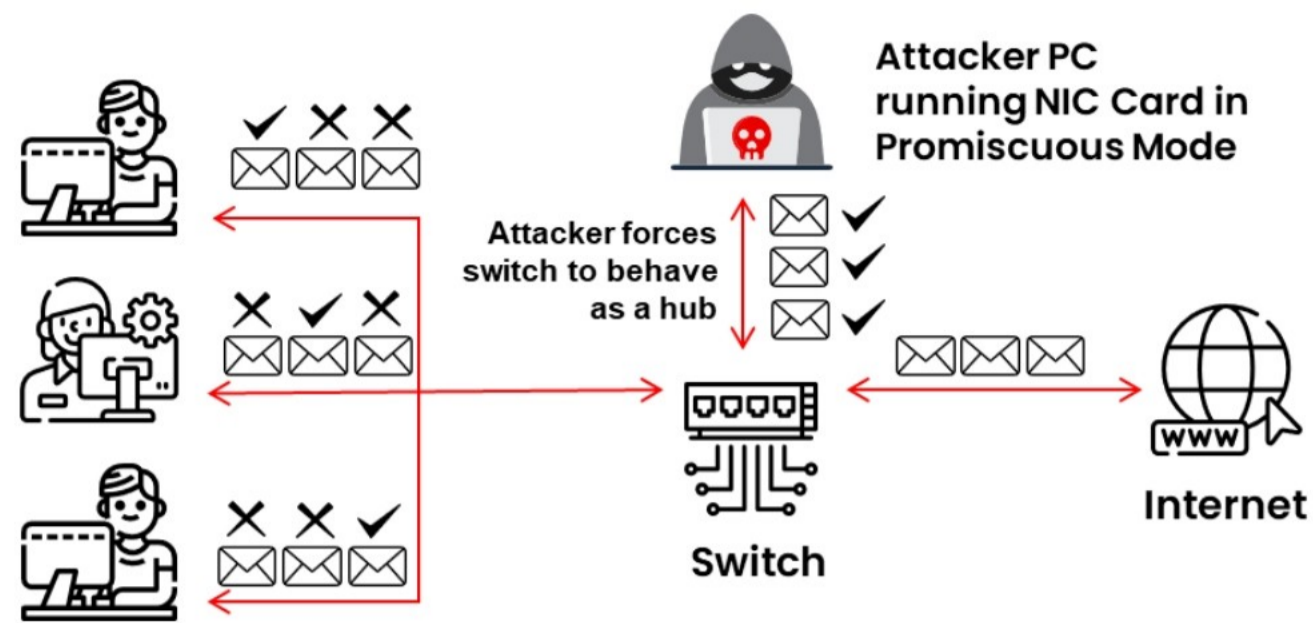 Attacker PC
running NIC Card in
Promiscuous Mode
Attacker forces
switch to behave
as a hub
WWW
Internet
Switch